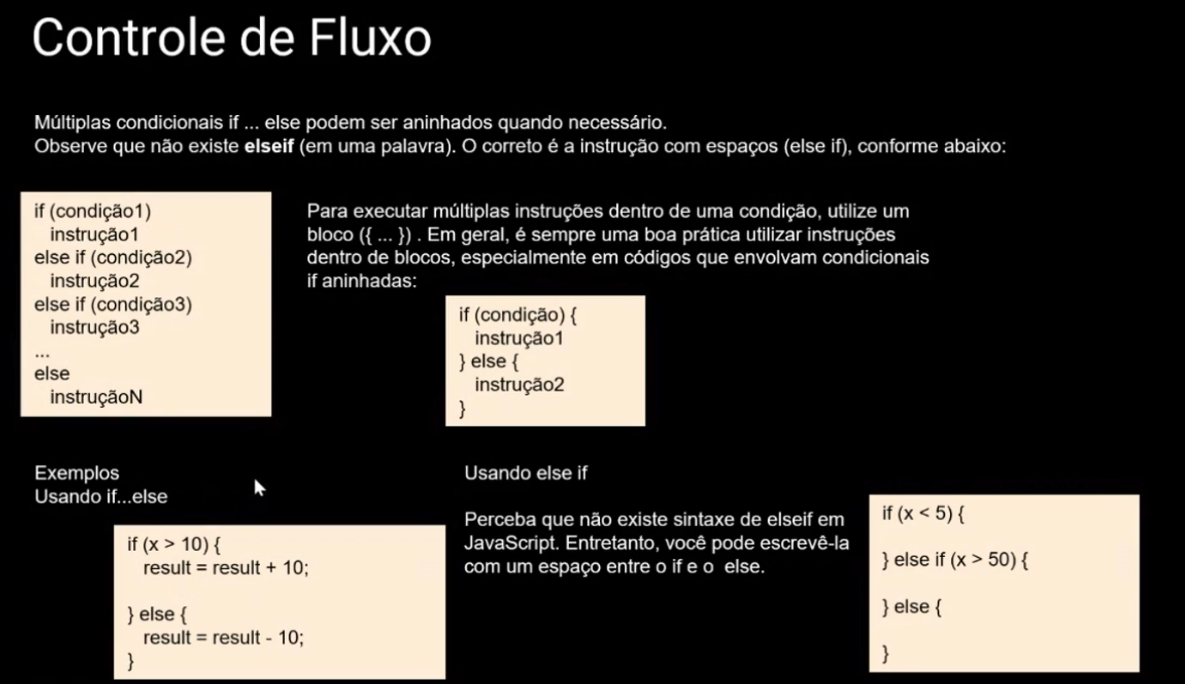 Controle de Fluxo
Múltiplas condicionais if ... else podem ser aninhados quando necessário.
Observe que não existe elseif (em uma palavra). O correto é a instrução com espaços (else if), conforme abaixo:
if (condição1)
instrução1
else if (condição2)
instrução2
else if (condição3)
instrução3
...
else
instruçãoN
Para executar múltiplas instruções dentro de uma condição, utilize um
bloco ({ ... }) . Em geral, é sempre uma boa prática utilizar instruções
dentro de blocos, especialmente em códigos que envolvam condicionais
if aninhadas:
if (condição) {
instrução1
} else {
instrução2
}
Exemplos
Usando if...else
if (x > 10) {
result = result + 10;
} else {
result = result - 10;
}
Usando else if
Perceba que não existe sintaxe de elseif em
JavaScript. Entretanto, você pode escrevê-la
com um espaço entre o if e o  else.
if (x < 5) {
} else if (x > 50) {
} else {
}